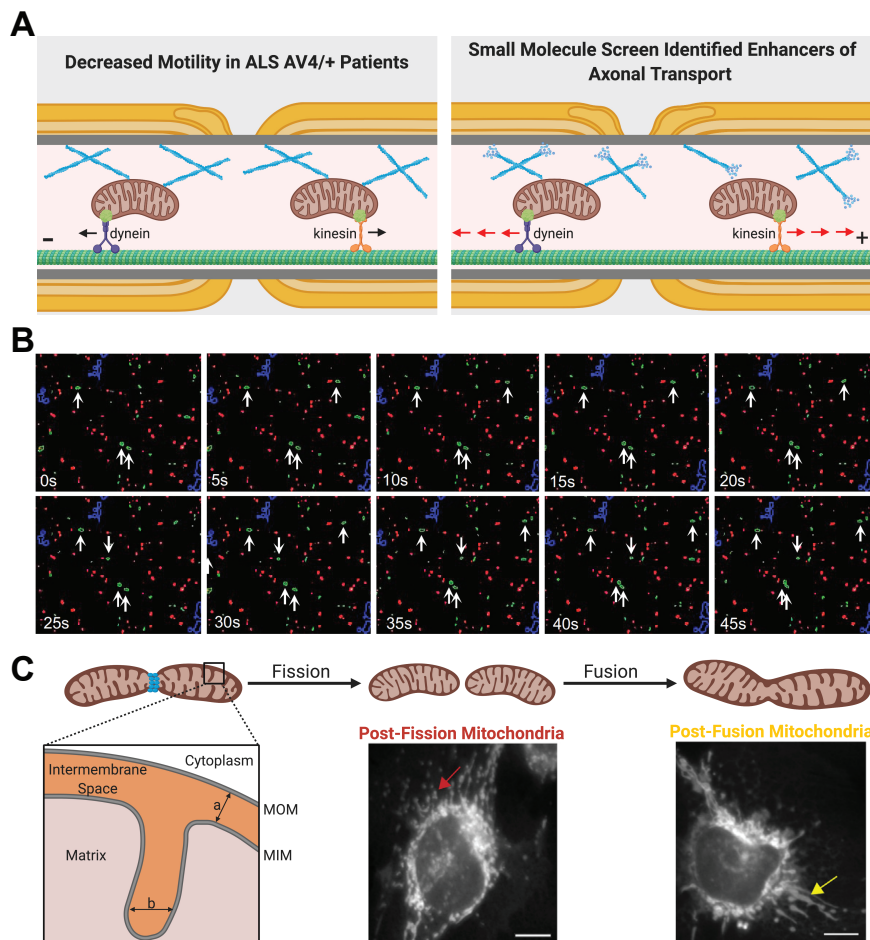 A
Decreased Motility in ALS AV4/+ Patients
Small Molecule Screen Identified Enhancers of
Axonal Transport
-
dynein
kinesin
dynein
kinesin
+
B
0s
5s
10s
15s
20s
25s
30s
35s
40s
45s
C
Fission
Fusion
Post-Fission Mitochondria
Post-Fusion Mitochondria
Cytoplasm
Intermembrane
Space
a
MOM
MIM
Matrix
b